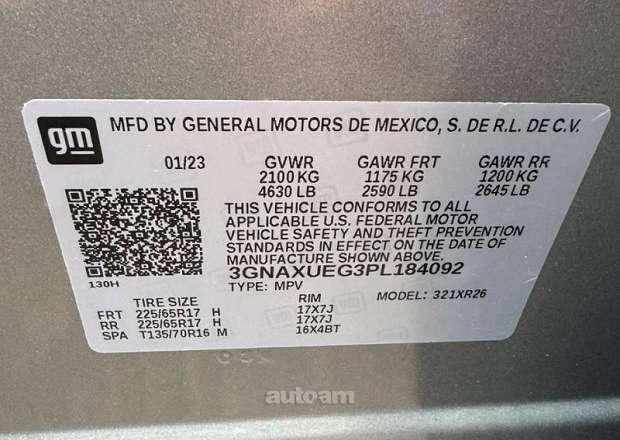 gm MFD BY GENERAL MOTORS DE MEXICO, S. DE R.L. DE C.V.
01/23 GVWR GAWR FRT GAWR RR
2100 KG 1175 KG 1200 KG
4630 LB 2590 LB 2645 LB
THIS VEHICLE CONFORMS TO ALL
APPLICABLE U.S. FEDERAL MOTOR
VEHICLE SAFETY AND THEFT PREVENTION
STANDARDS IN EFFECT ON THE DATE OF
MANUFACTURE SHOWN ABOVE.
3GNAXUEG3PL184092
130H TYPE: MPV MODEL: 321XR26
TIRE SIZE RIM
FRT 225/65R17 H 17X7J
RR 225/65R17 H 17X7J
SPA T135/70R16 M 16X4BT
autoam